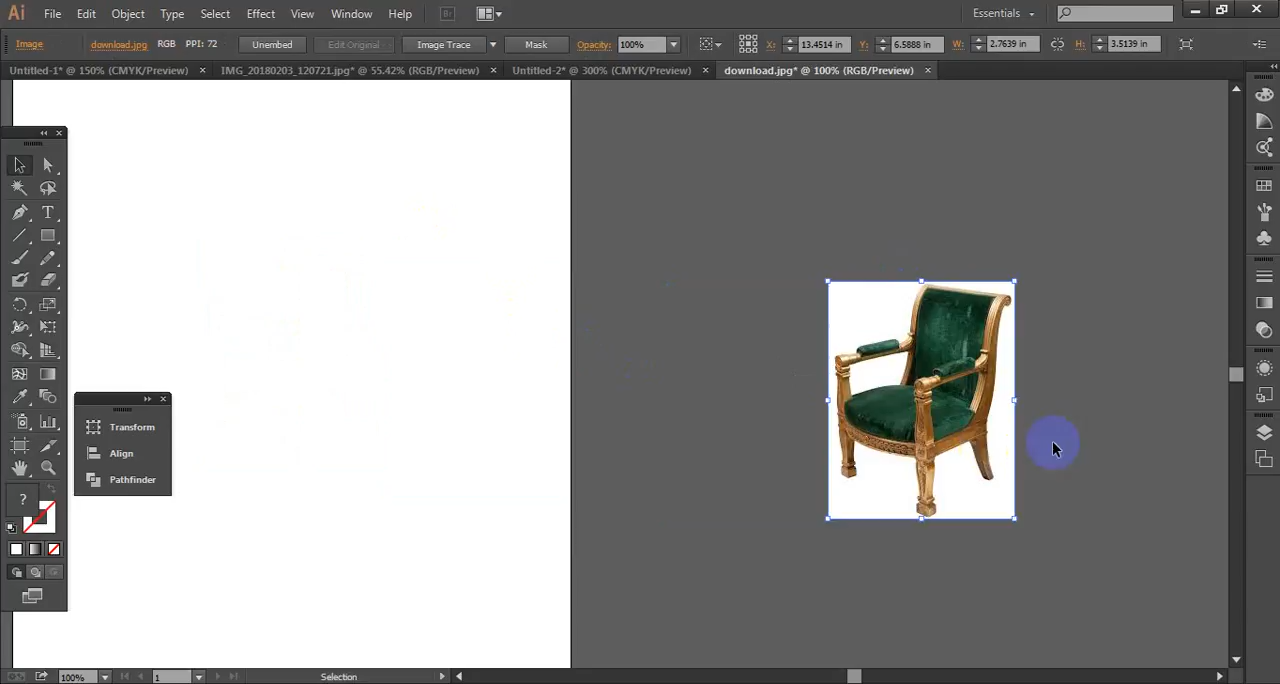 Ai File Edit Object Type Select Effect View Window Help Br Essentials
Image download.jpg RGB PPI: 72 Unembed Edit Original Image Trace Mask Opacity: 100% X: 13.4514 in Y: 6.5888 in W: 2.7639 in H: 3.5139 in
Untitled-1* @ 150% (CMYK/Preview) IMG_20180203_120721.jpg* @ 55.42% (RGB/Preview) Untitled-2* @ 300% (CMYK/Preview) download.jpg* @ 100% (RGB/Preview)
T
Transform
Align
Pathfinder
?
100% 1 Selection